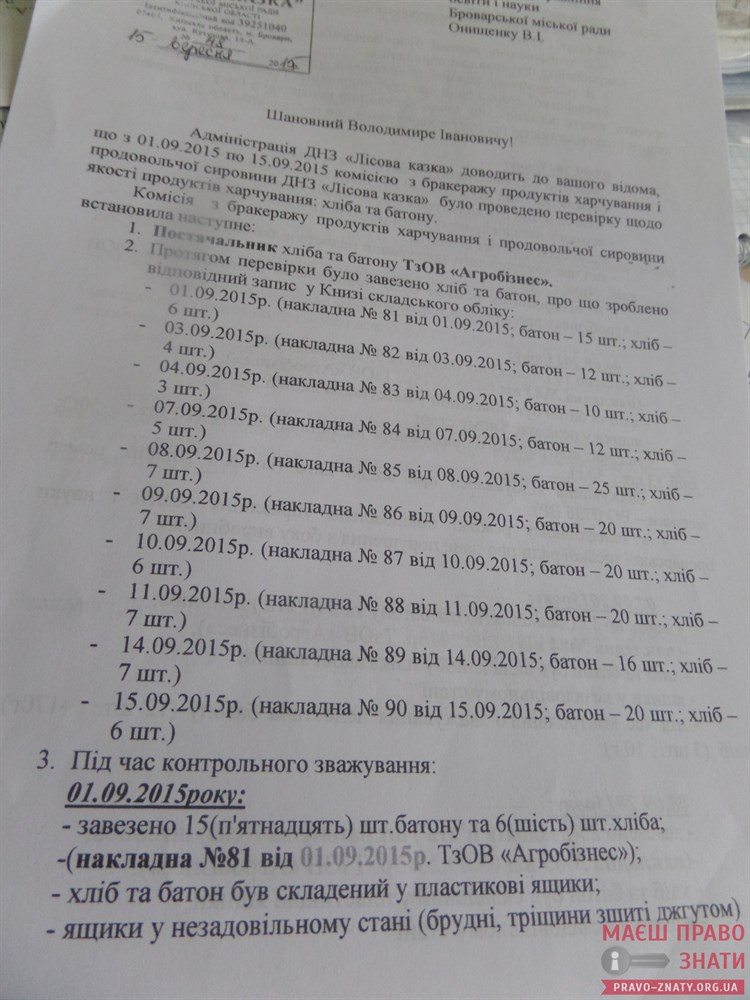 КАЗКА"
міської ради
Київської області
Ідентифікаційний код 39251040
Київська область, м. Бровари,
15 вересня 2015
освіти і науки
Броварської міської ради
Онищенку В.І.
Шановний Володимире Івановичу!
Адміністрація ДНЗ «Лісова казка» доводить до вашого відома,
що з 01.09.2015 по 15.09.2015 комісією з бракеражу продуктів харчування і
продовольчої сировини ДНЗ «Лісова казка» було проведено перевірку щодо
якості продуктів харчування: хліба та батону.
Комісія з бракеражу продуктів харчування і продовольчої сировини
встановила наступне:
1. Постачальник хліба та батону ТзОВ «Агробізнес».
2. Протягом перевірки було завезено хліб та батон, про що зроблено
відповідний запис у Книзі складського обліку:
- 01.09.2015р. (накладна № 81 від 01.09.2015; батон – 15 шт.; хліб –
6 шт.)
- 03.09.2015р. (накладна № 82 від 03.09.2015; батон – 12 шт.; хліб –
4 шт.)
- 04.09.2015р. (накладна № 83 від 04.09.2015; батон – 10 шт.; хліб –
3 шт.)
- 07.09.2015р. (накладна № 84 від 07.09.2015; батон – 12 шт.; хліб –
5 шт.)
- 08.09.2015р. (накладна № 85 від 08.09.2015; батон – 25 шт.; хліб –
7 шт.)
- 09.09.2015р. (накладна № 86 від 09.09.2015; батон – 20 шт.; хліб –
7 шт.)
- 10.09.2015р. (накладна № 87 від 10.09.2015; батон – 20 шт.; хліб –
6 шт.)
- 11.09.2015р. (накладна № 88 від 11.09.2015; батон – 20 шт.; хліб –
7 шт.)
- 14.09.2015р. (накладна № 89 від 14.09.2015; батон – 16 шт.; хліб –
7 шт.)
- 15.09.2015р. (накладна № 90 від 15.09.2015; батон – 20 шт.; хліб –
6 шт.)
3. Під час контрольного зважування:
01.09.2015року:
- завезено 15(п'ятнадцять) шт.батону та 6(шість) шт.хліба;
-(накладна №81 від 01.09.2015р. ТзОВ «Агробізнес»);
- хліб та батон був складений у пластикові ящики;
- ящики у незадовільному стані (брудні, тріщини зшиті джгутом)
МАЄШ ПРАВО
ЗНАТИ
PRAVO-ZNATY.ORG.UA